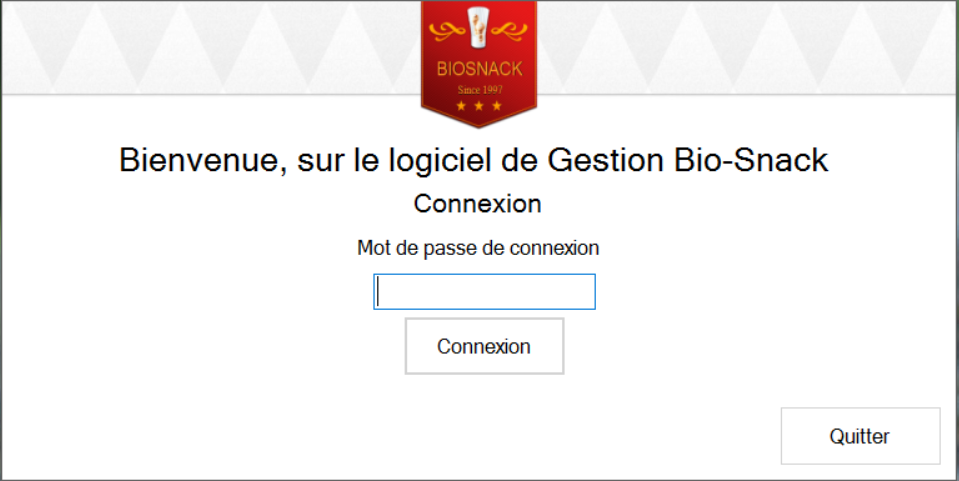 BIOSNACK
Since 1997
Bienvenue, sur le logiciel de Gestion Bio-Snack
Connexion
Mot de passe de connexion
Connexion
Quitter